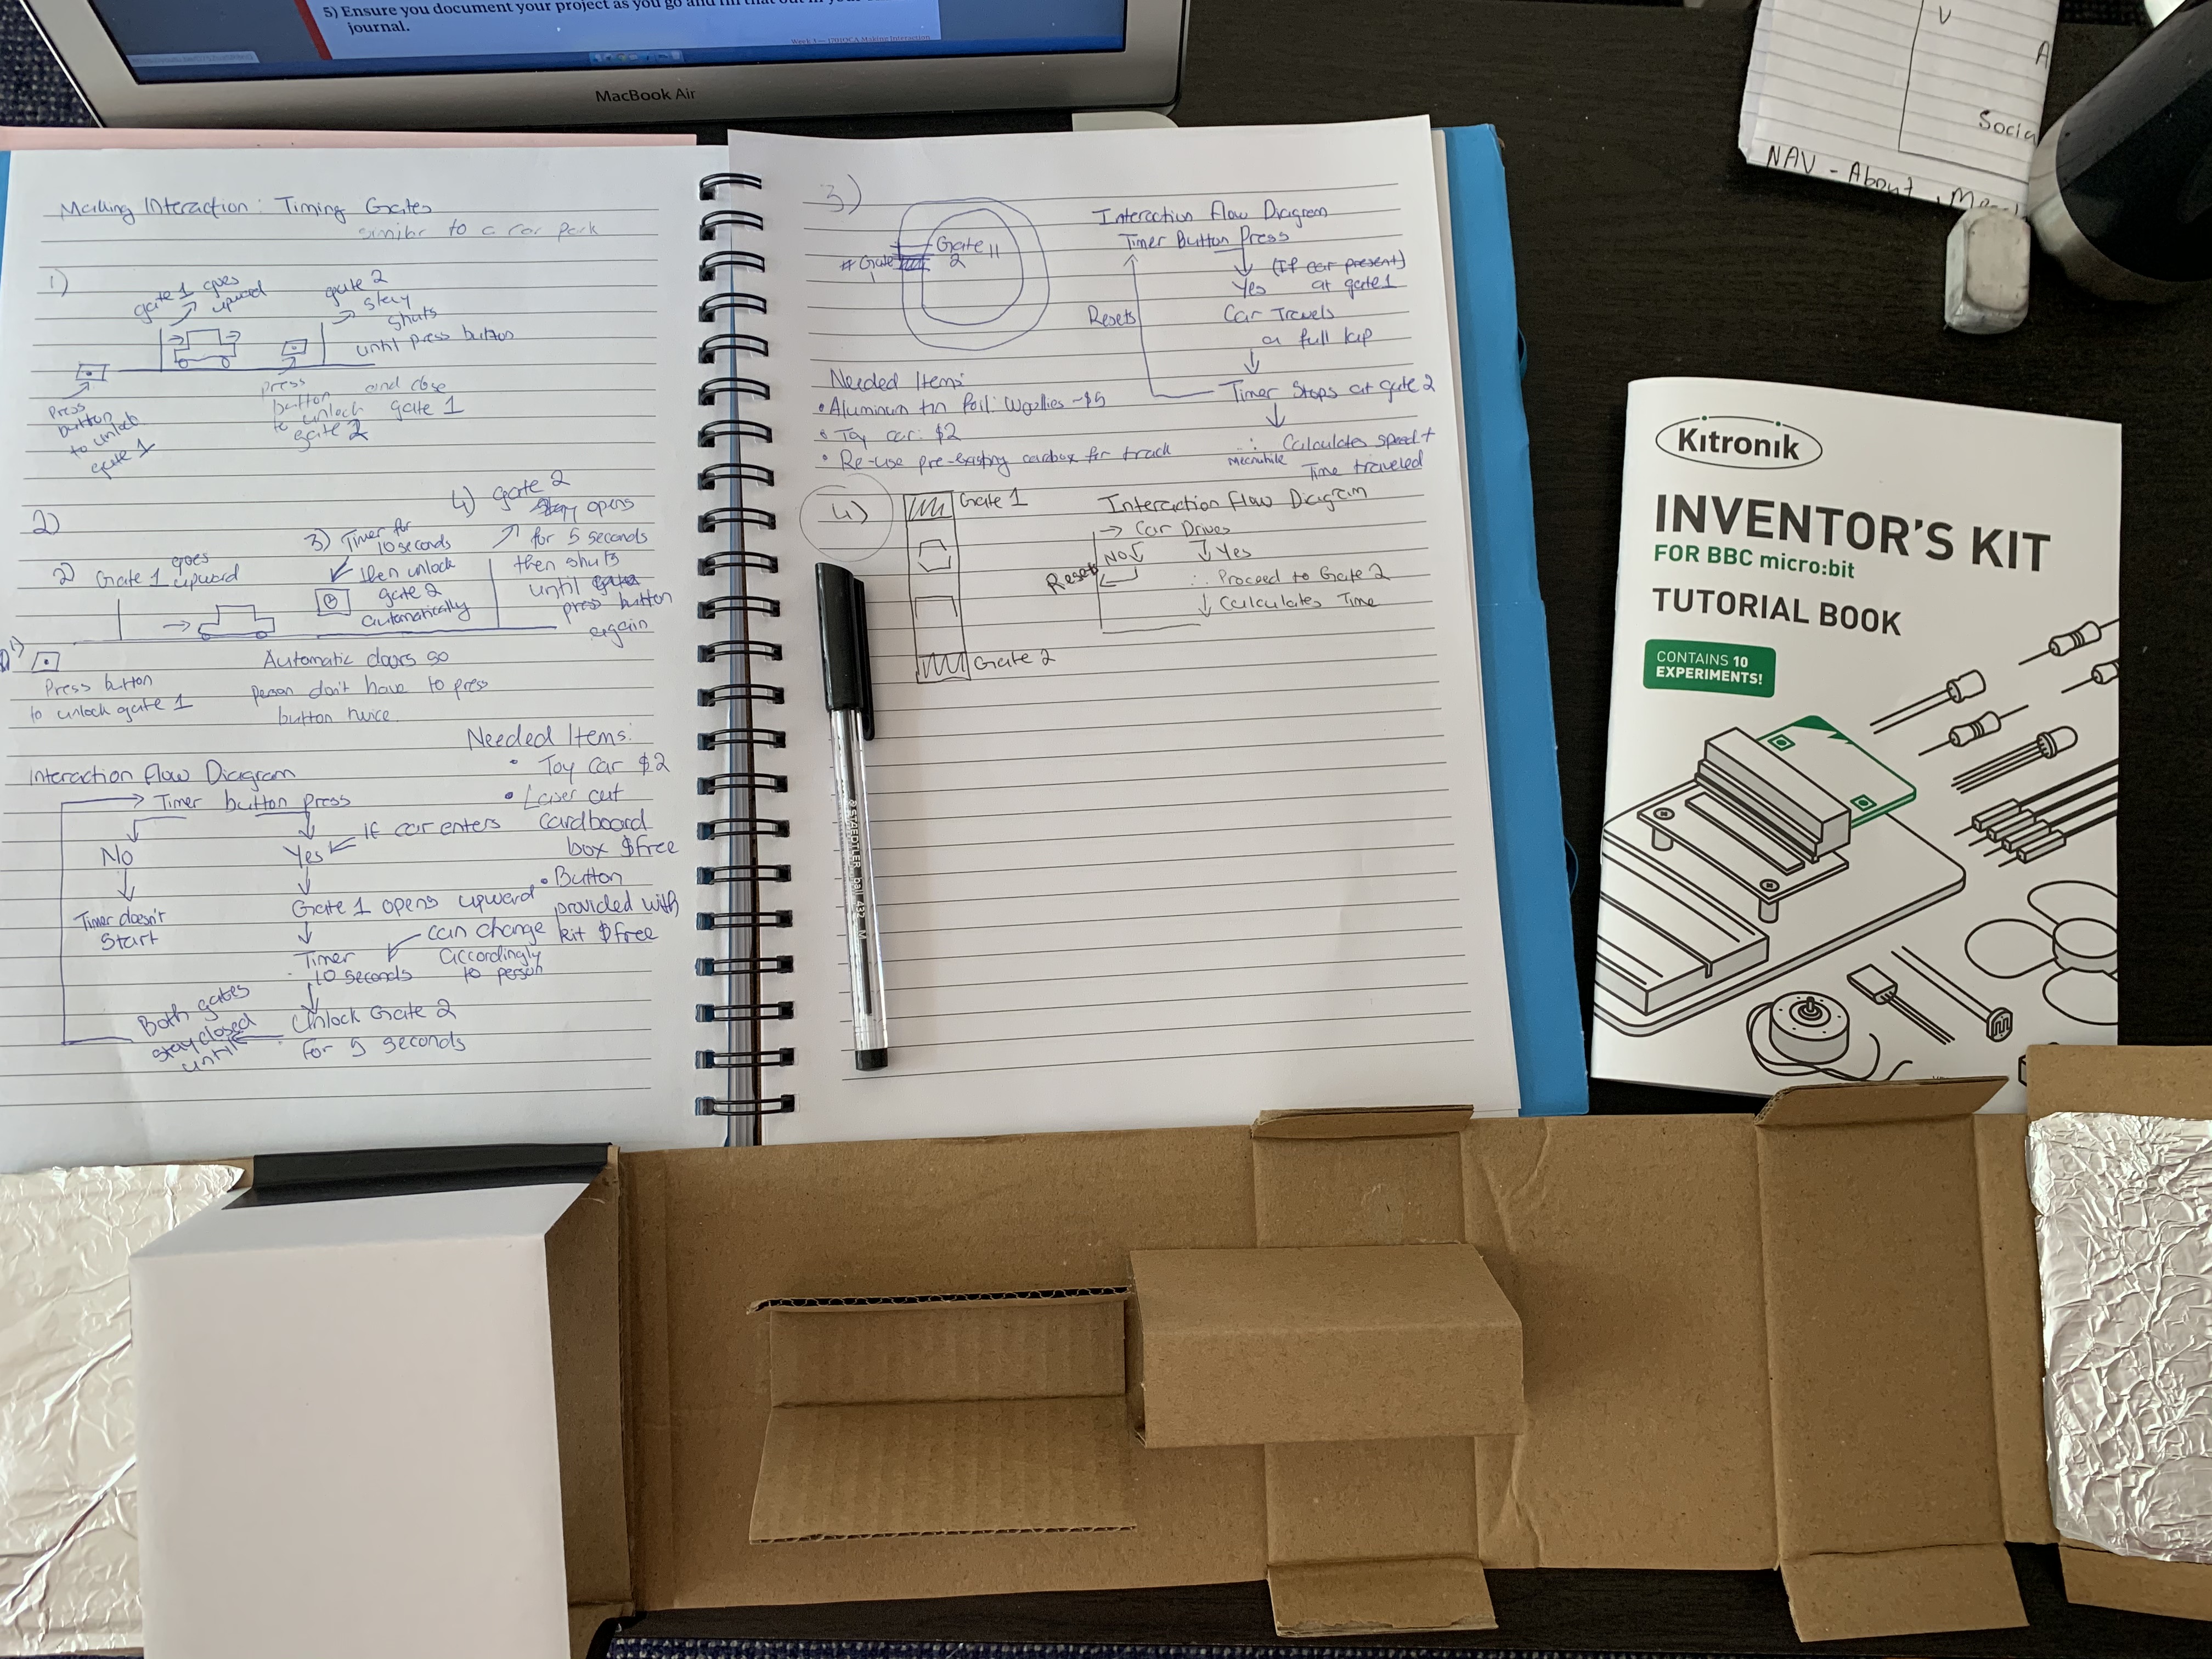 5) Ensure you document your project as you go and
journal.
MacBook Air
Making Interaction: Timing Gates
similar to a car park
1)
gate 1 goes
upward
gate 2
stay
shuts
until press button
press
button
to unlock
gate 1
press
button
to unlock
gate 2
and close
gate 1
2)
2) Gate 1 goes
upward
3) Timer for
10 seconds
then unlock
gate 2
automatically
4) gate 2
opens
for 5 seconds
then shuts
until
press button
again
1)
Press button
to unlock gate 1
Automatic doors so
person don't have to press
button twice
Interaction Flow Diagram
Timer button press
If car enters
No
Yes
Timer doesn't
start
Gate 1 opens upward
Timer
10 seconds
can change
accordingly
to person
Unlock Gate 2
for 5 seconds
Both gates
stay closed
until
Needed Items:
• Toy car $2
• Laser cut
cardboard
box $free
• Button
provided with
kit $free
3)
Gate 1
Gate
2
Interaction Flow Diagram
Timer Button Press
(If car present)
Yes at gate 1
Car Travels
a full lap
Resets
Timer Stops at gate 2
∴ Calculates speed +
Time traveled
Needed Items:
• Aluminum tin foil: Wooliies - $5
• Toy car: $2
• Re-use pre-existing cardbox for track
4)
Gate 1
Gate 2
Interaction Flow Diagram
→ Car Drives
No
Yes
Reset
∴ Proceed to Gate 2
Calculates Time
STAEDTLER ball 432 M
Kitronik
INVENTOR'S KIT
FOR BBC micro:bit
TUTORIAL BOOK
CONTAINS 10
EXPERIMENTS!
NAV - About